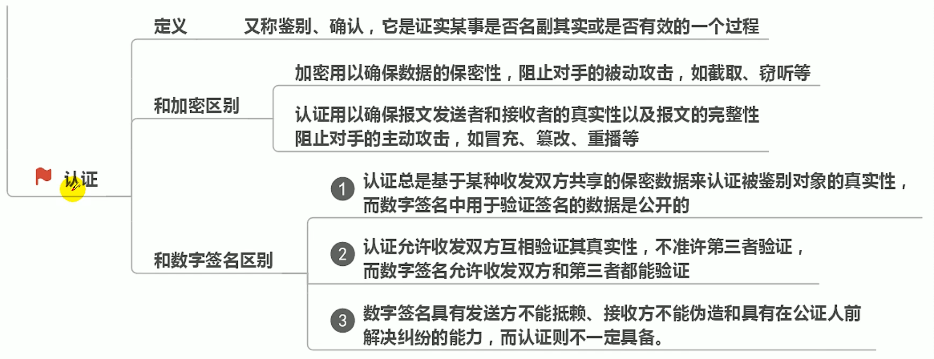 定义
又称鉴别、确认，它是证实某事是否名副其实或是否有效的一个过程
和加密区别
加密用以确保数据的保密性，阻止对手的被动攻击，如截取、窃听等
认证用以确保报文发送者和接收者的真实性以及报文的完整性
阻止对手的主动攻击，如冒充、篡改、重播等
认证
和数字签名区别
1 认证总是基于某种收发双方共享的保密数据来认证被鉴别对象的真实性，
而数字签名中用于验证签名的数据是公开的
2 认证允许收发双方互相验证其真实性，不准许第三者验证，
而数字签名允许收发双方和第三者都能验证
3 数字签名具有发送方不能抵赖、接收方不能伪造和具有在公证人前
解决纠纷的能力，而认证则不一定具备。